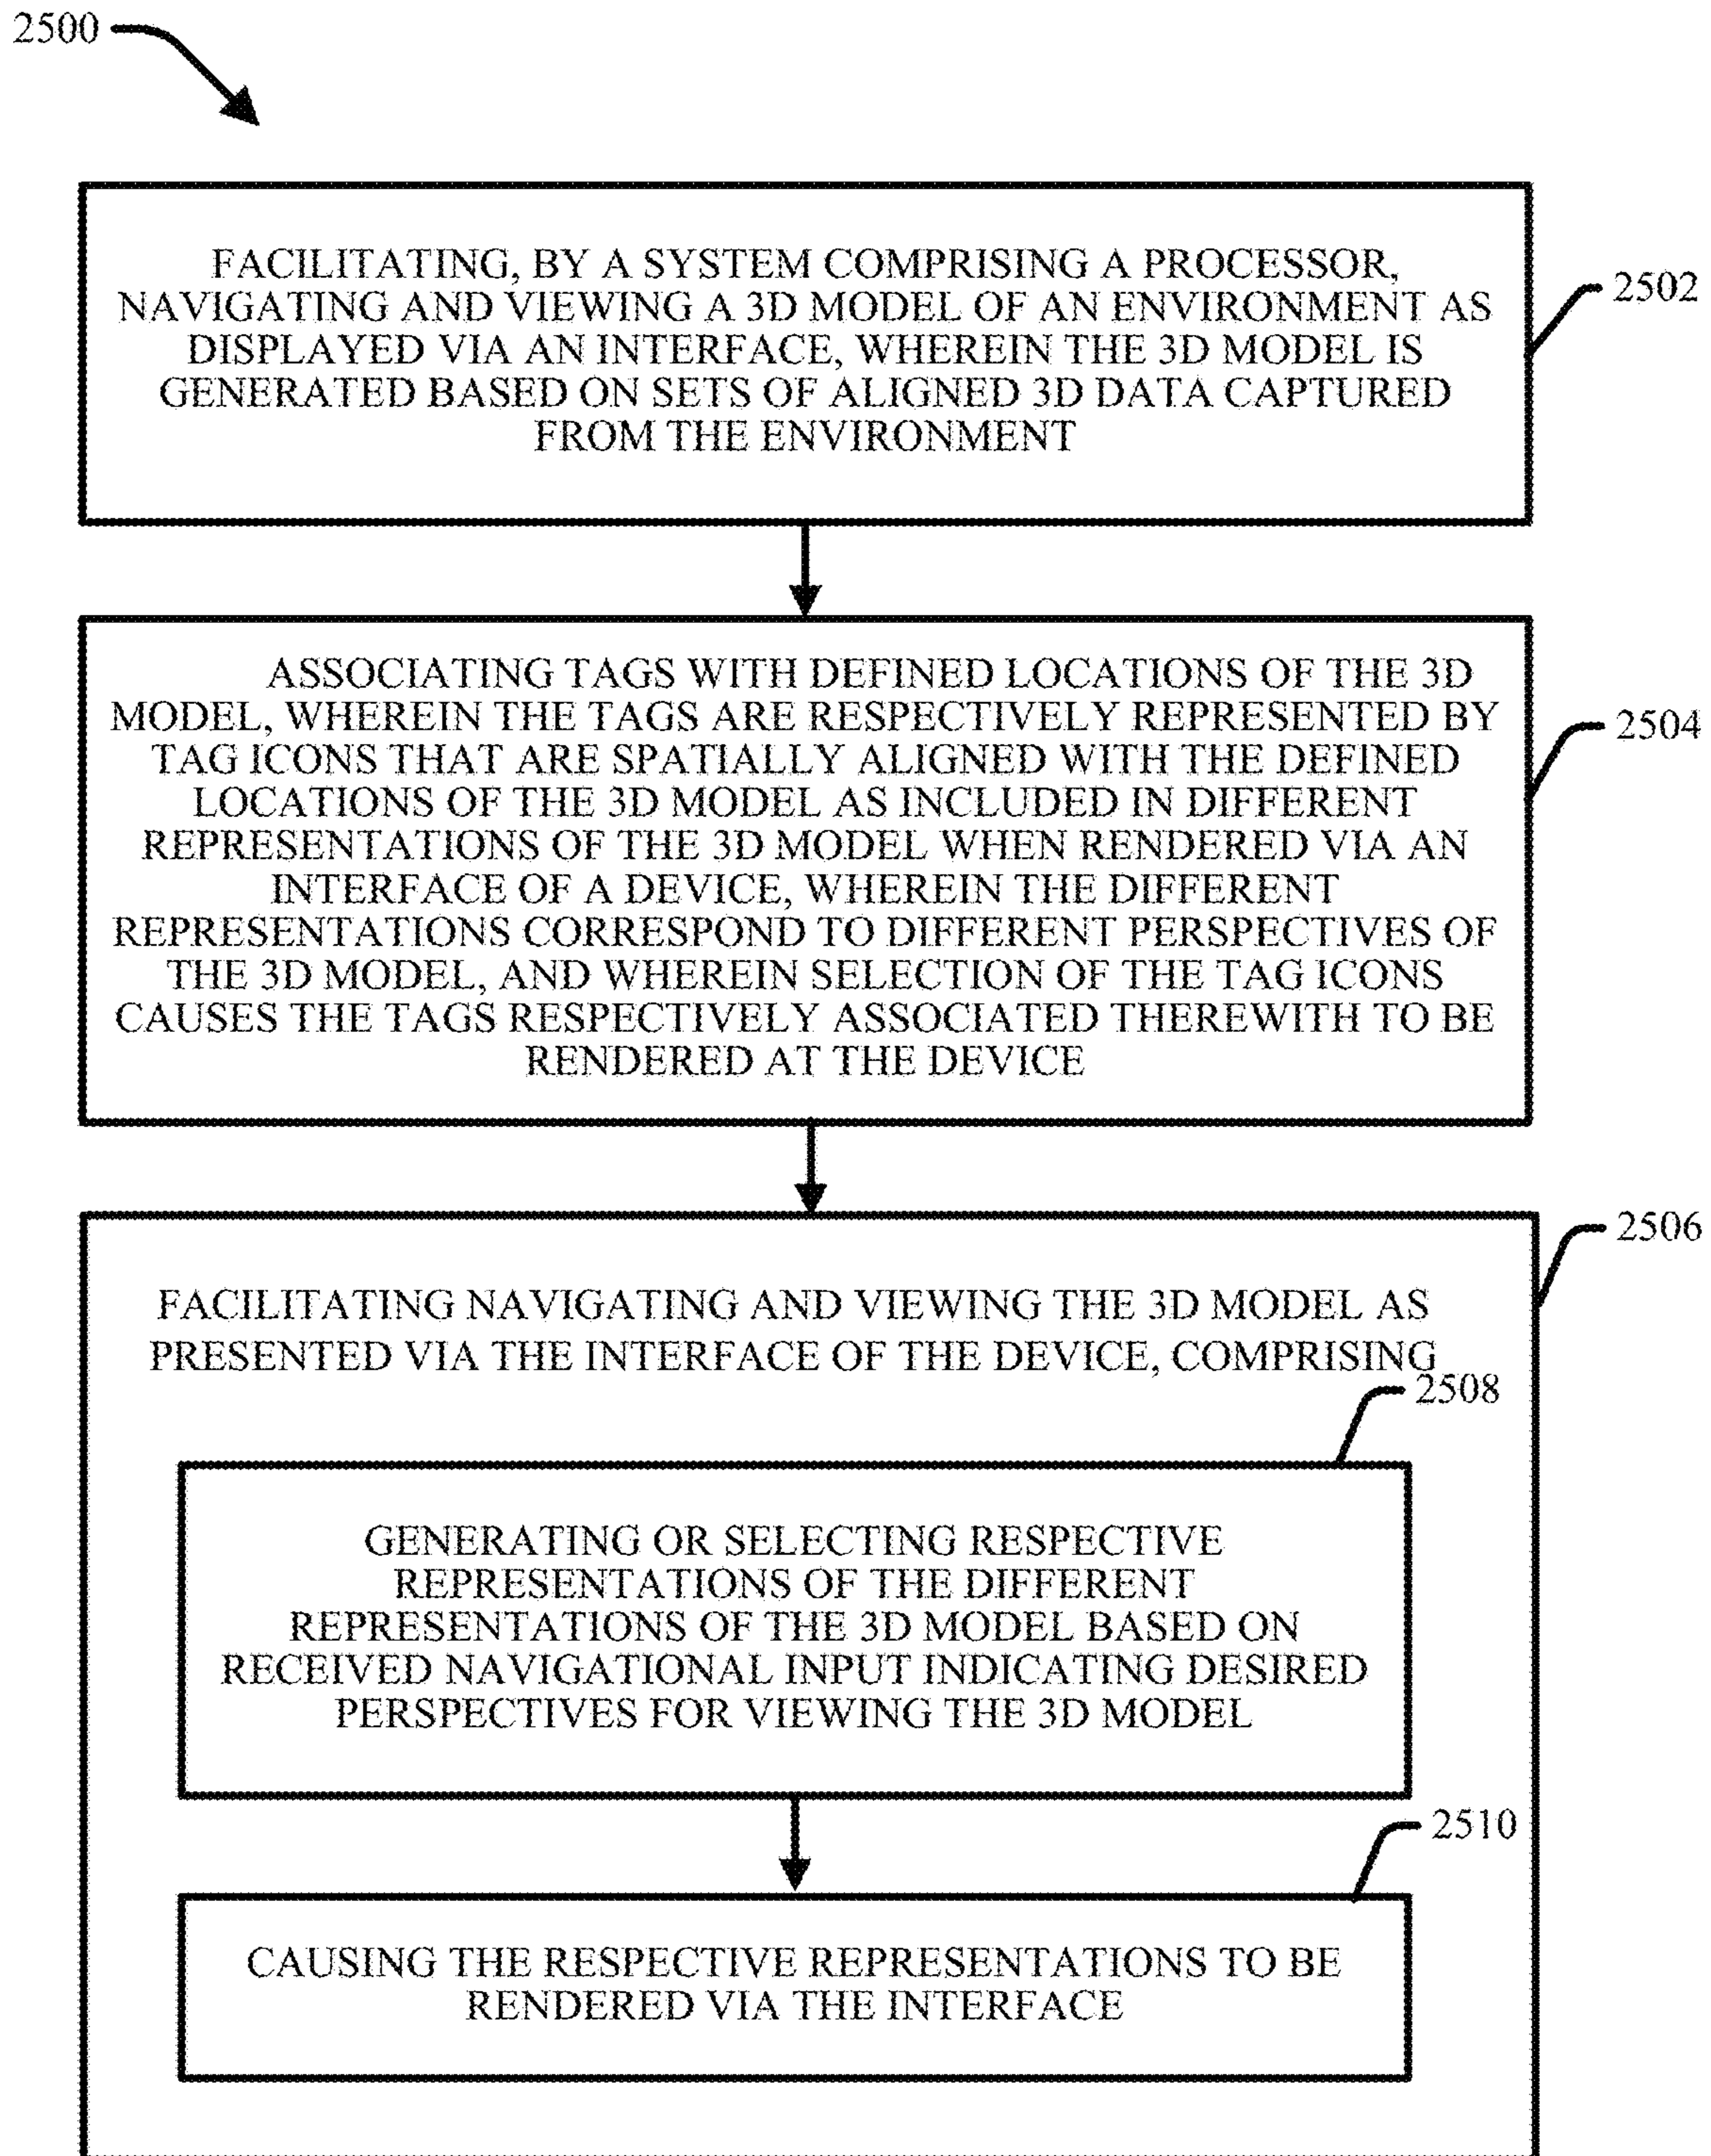 2500
FACILITATING, BY A SYSTEM COMPRISING A PROCESSOR,
NAVIGATING AND VIEWING A 3D MODEL OF AN ENVIRONMENT AS
DISPLAYED VIA AN INTERFACE, WHEREIN THE 3D MODEL IS
GENERATED BASED ON SETS OF ALIGNED 3D DATA CAPTURED
FROM THE ENVIRONMENT
2502
ASSOCIATING TAGS WITH DEFINED LOCATIONS OF THE 3D
MODEL, WHEREIN THE TAGS ARE RESPECTIVELY REPRESENTED BY
TAG ICONS THAT ARE SPATIALLY ALIGNED WITH THE DEFINED
LOCATIONS OF THE 3D MODEL AS INCLUDED IN DIFFERENT
REPRESENTATIONS OF THE 3D MODEL WHEN RENDERED VIA AN
INTERFACE OF A DEVICE, WHEREIN THE DIFFERENT
REPRESENTATIONS CORRESPOND TO DIFFERENT PERSPECTIVES OF
THE 3D MODEL, AND WHEREIN SELECTION OF THE TAG ICONS
CAUSES THE TAGS RESPECTIVELY ASSOCIATED THEREWITH TO BE
RENDERED AT THE DEVICE
2504
2506
FACILITATING NAVIGATING AND VIEWING THE 3D MODEL AS
PRESENTED VIA THE INTERFACE OF THE DEVICE, COMPRISING
2508
GENERATING OR SELECTING RESPECTIVE
REPRESENTATIONS OF THE DIFFERENT
REPRESENTATIONS OF THE 3D MODEL BASED ON
RECEIVED NAVIGATIONAL INPUT INDICATING DESIRED
PERSPECTIVES FOR VIEWING THE 3D MODEL
2510
CAUSING THE RESPECTIVE REPRESENTATIONS TO BE
RENDERED VIA THE INTERFACE